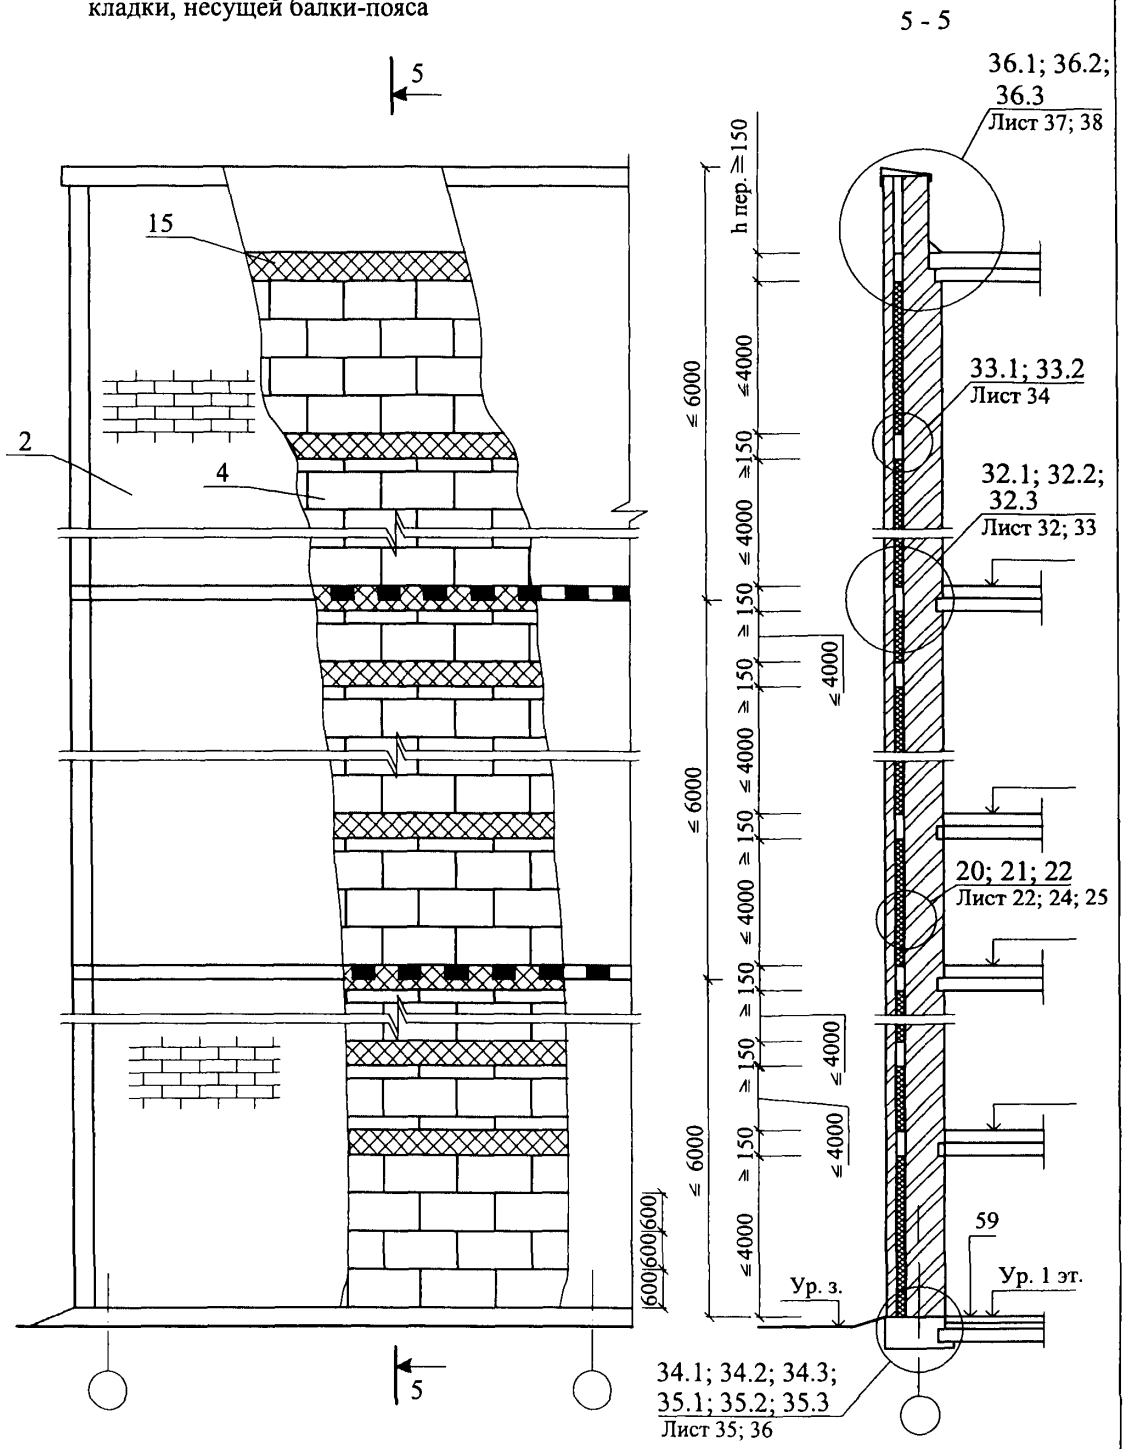 кладки, несущей балки-пояса
5 - 5
5
36.1; 36.2;
36.3
Лист 37; 38
h пер. ≥ 150
15
≤ 6000
≤4000
33.1; 33.2
Лист 34
2
4
≥150
32.1; 32.2;
32.3
Лист 32; 33
≤4000
≥ 150
≤ 4000
≥ 150
≤ 6000
≤ 4000
≥ 150
20; 21; 22
Лист 22; 24; 25
≤ 4000
≥ 150
≤ 4000
≥ 150
≤ 6000
≤ 4000
≥ 150
≤4000
600
600
600
59
Ур. з.
Ур. 1 эт.
5
34.1; 34.2; 34.3;
35.1; 35.2; 35.3
Лист 35; 36